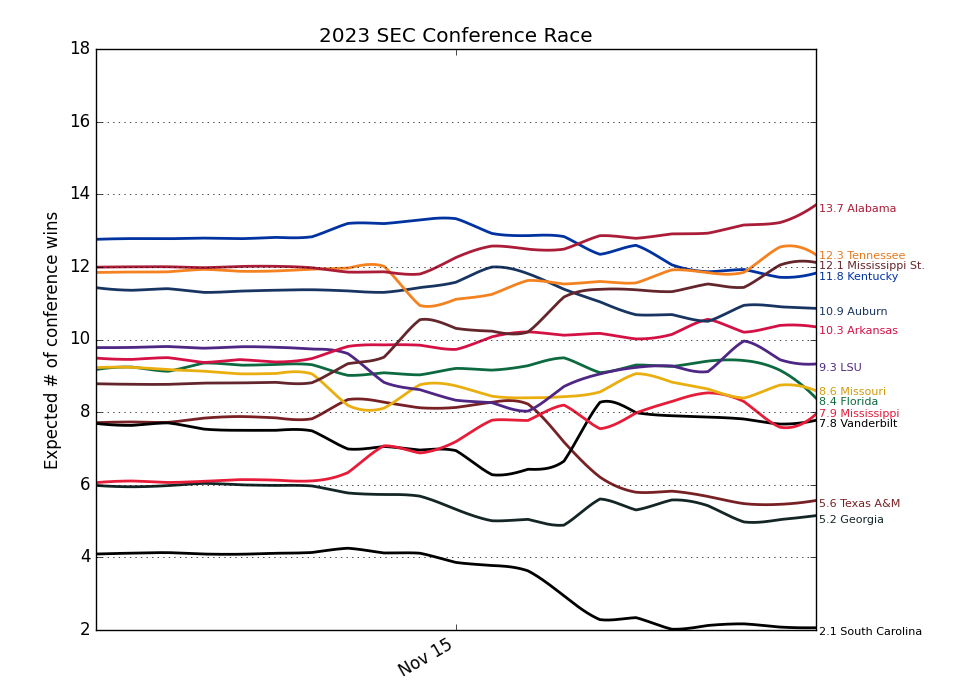 2023 SEC Conference Race
Expected # of conference wins
18
16
14
12
10
8
6
4
2
Nov 15
13.7 Alabama
12.3 Tennessee
12.1 Mississippi St.
11.8 Kentucky
10.9 Auburn
10.3 Arkansas
9.3 LSU
8.6 Missouri
8.4 Florida
7.9 Mississippi
7.8 Vanderbilt
5.6 Texas A&M
5.2 Georgia
2.1 South Carolina